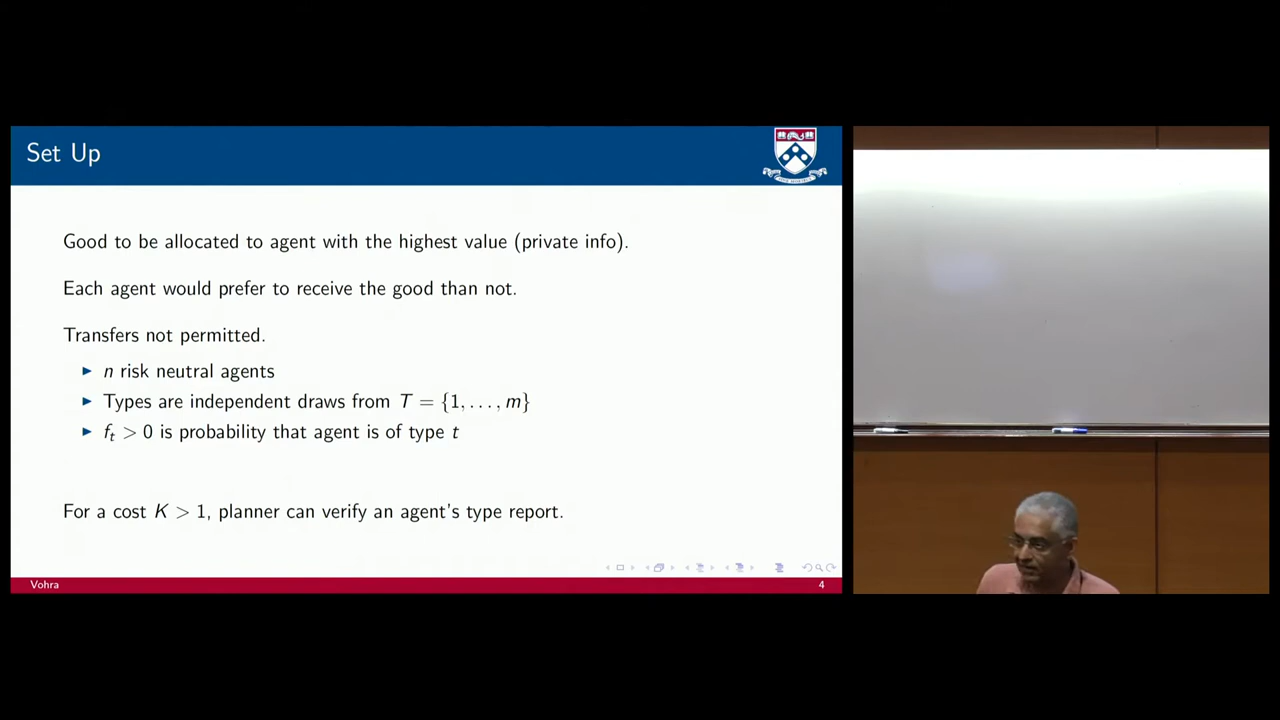 Set Up
Good to be allocated to agent with the highest value (private info).
Each agent would prefer to receive the good than not.
Transfers not permitted.
n risk neutral agents
Types are independent draws from T = {1, . . . , m}
f_t > 0 is probability that agent is of type t
For a cost K > 1, planner can verify an agent's type report.
Vohra
4